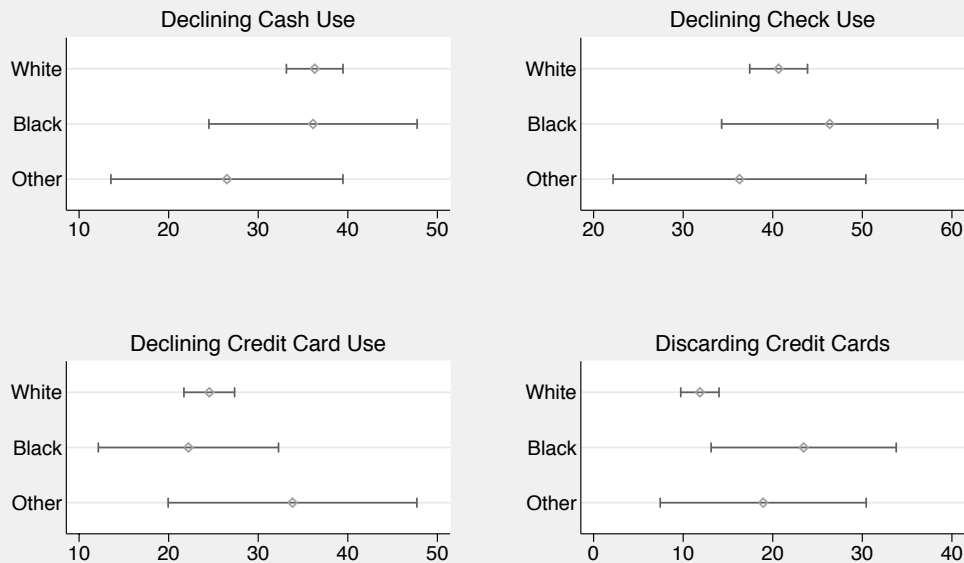 Declining Cash Use
White
Black
Other
10 20 30 40 50
Declining Check Use
White
Black
Other
20 30 40 50 60
Declining Credit Card Use
White
Black
Other
10 20 30 40 50
Discarding Credit Cards
White
Black
Other
0 10 20 30 40